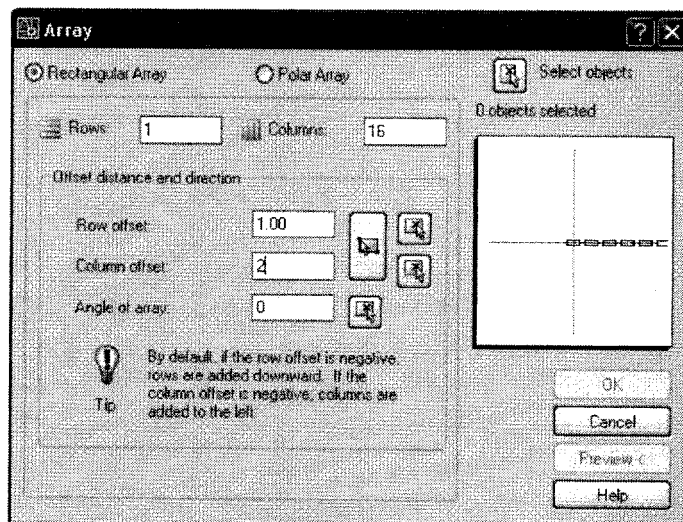 Array
Rectangular Array
Polar Array
Select objects
0 objects selected
Rows: 1
Columns: 16
Offset distance and direction
Row offset: 1.00
Column offset: 2
Angle of array: 0
Tip
By default, if the row offset is negative,
rows are added downward. If the
column offset is negative, columns are
added to the left.
OK
Cancel
Preview <
Help